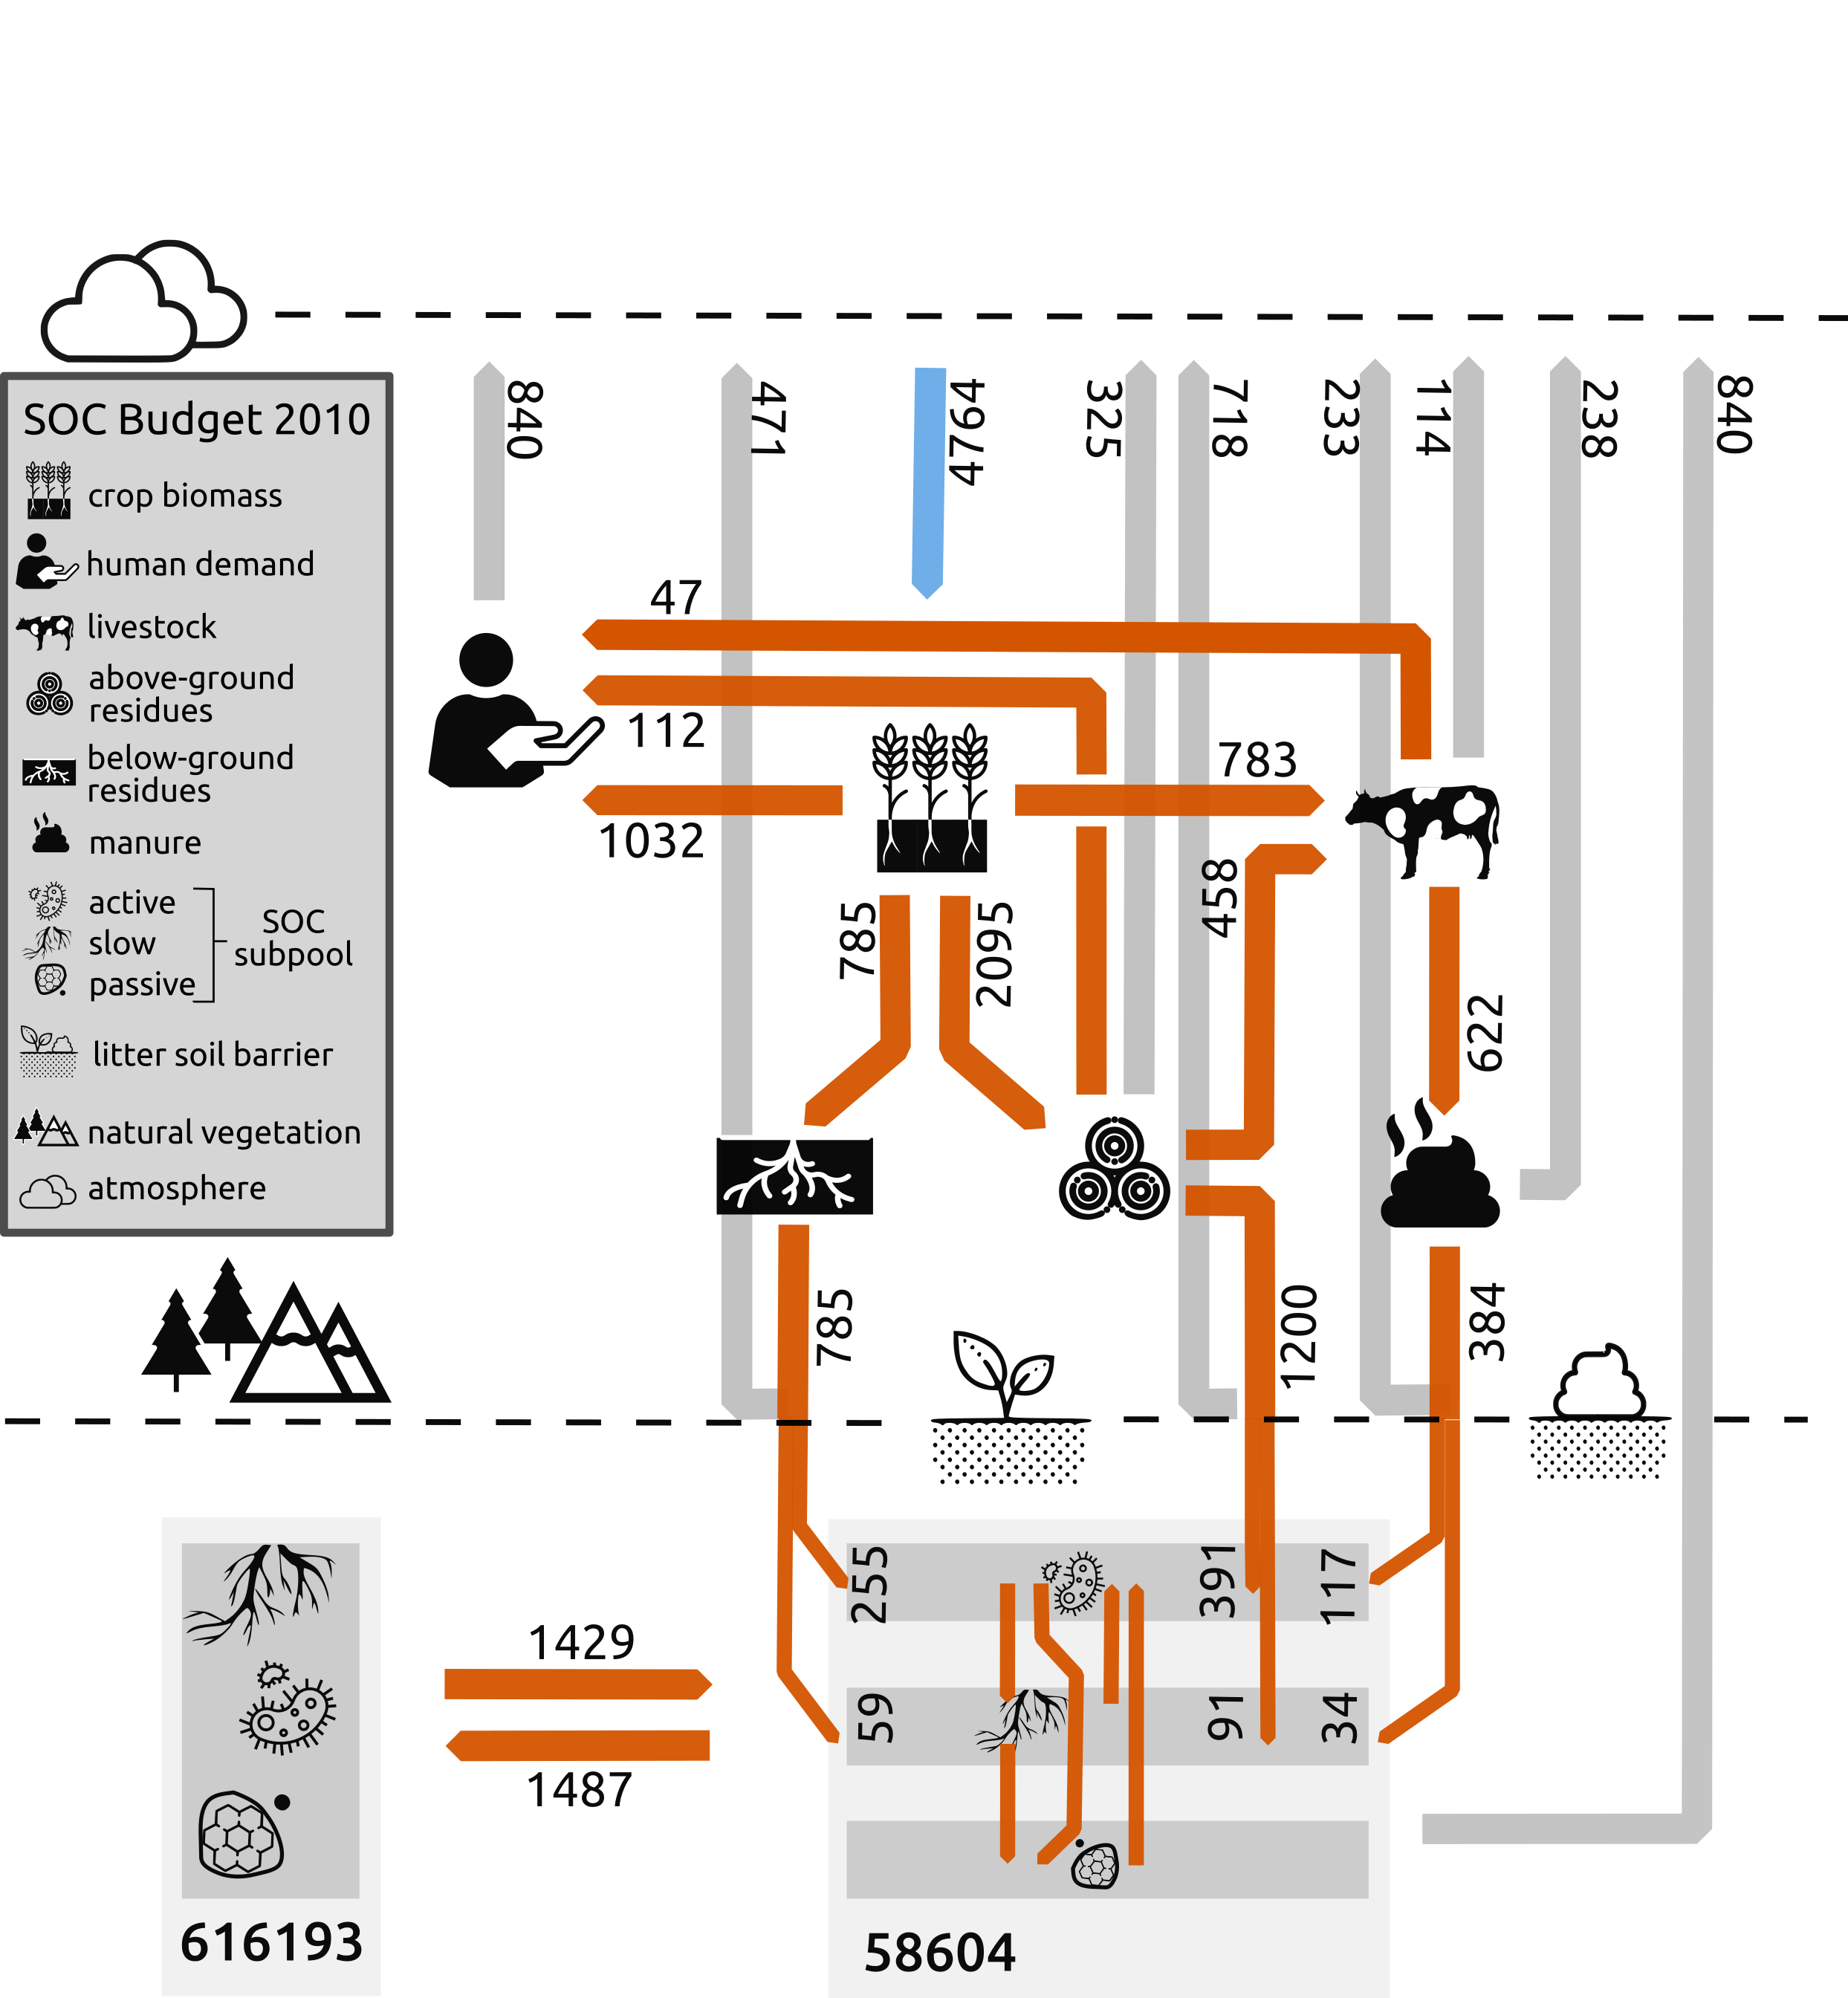 SOC Budget 2010
crop biomass
human demand
livestock
above-ground
residues
below-ground
residues
manure
active
slow
passive
SOC
subpool
litter soil barrier
natural vegetation
atmosphere
840
471
4974
325
718
233
114
238
840
47
112
1032
783
458
785
2095
622
785
1200
384
255
391
117
59
91
34
1429
1487
616193
58604